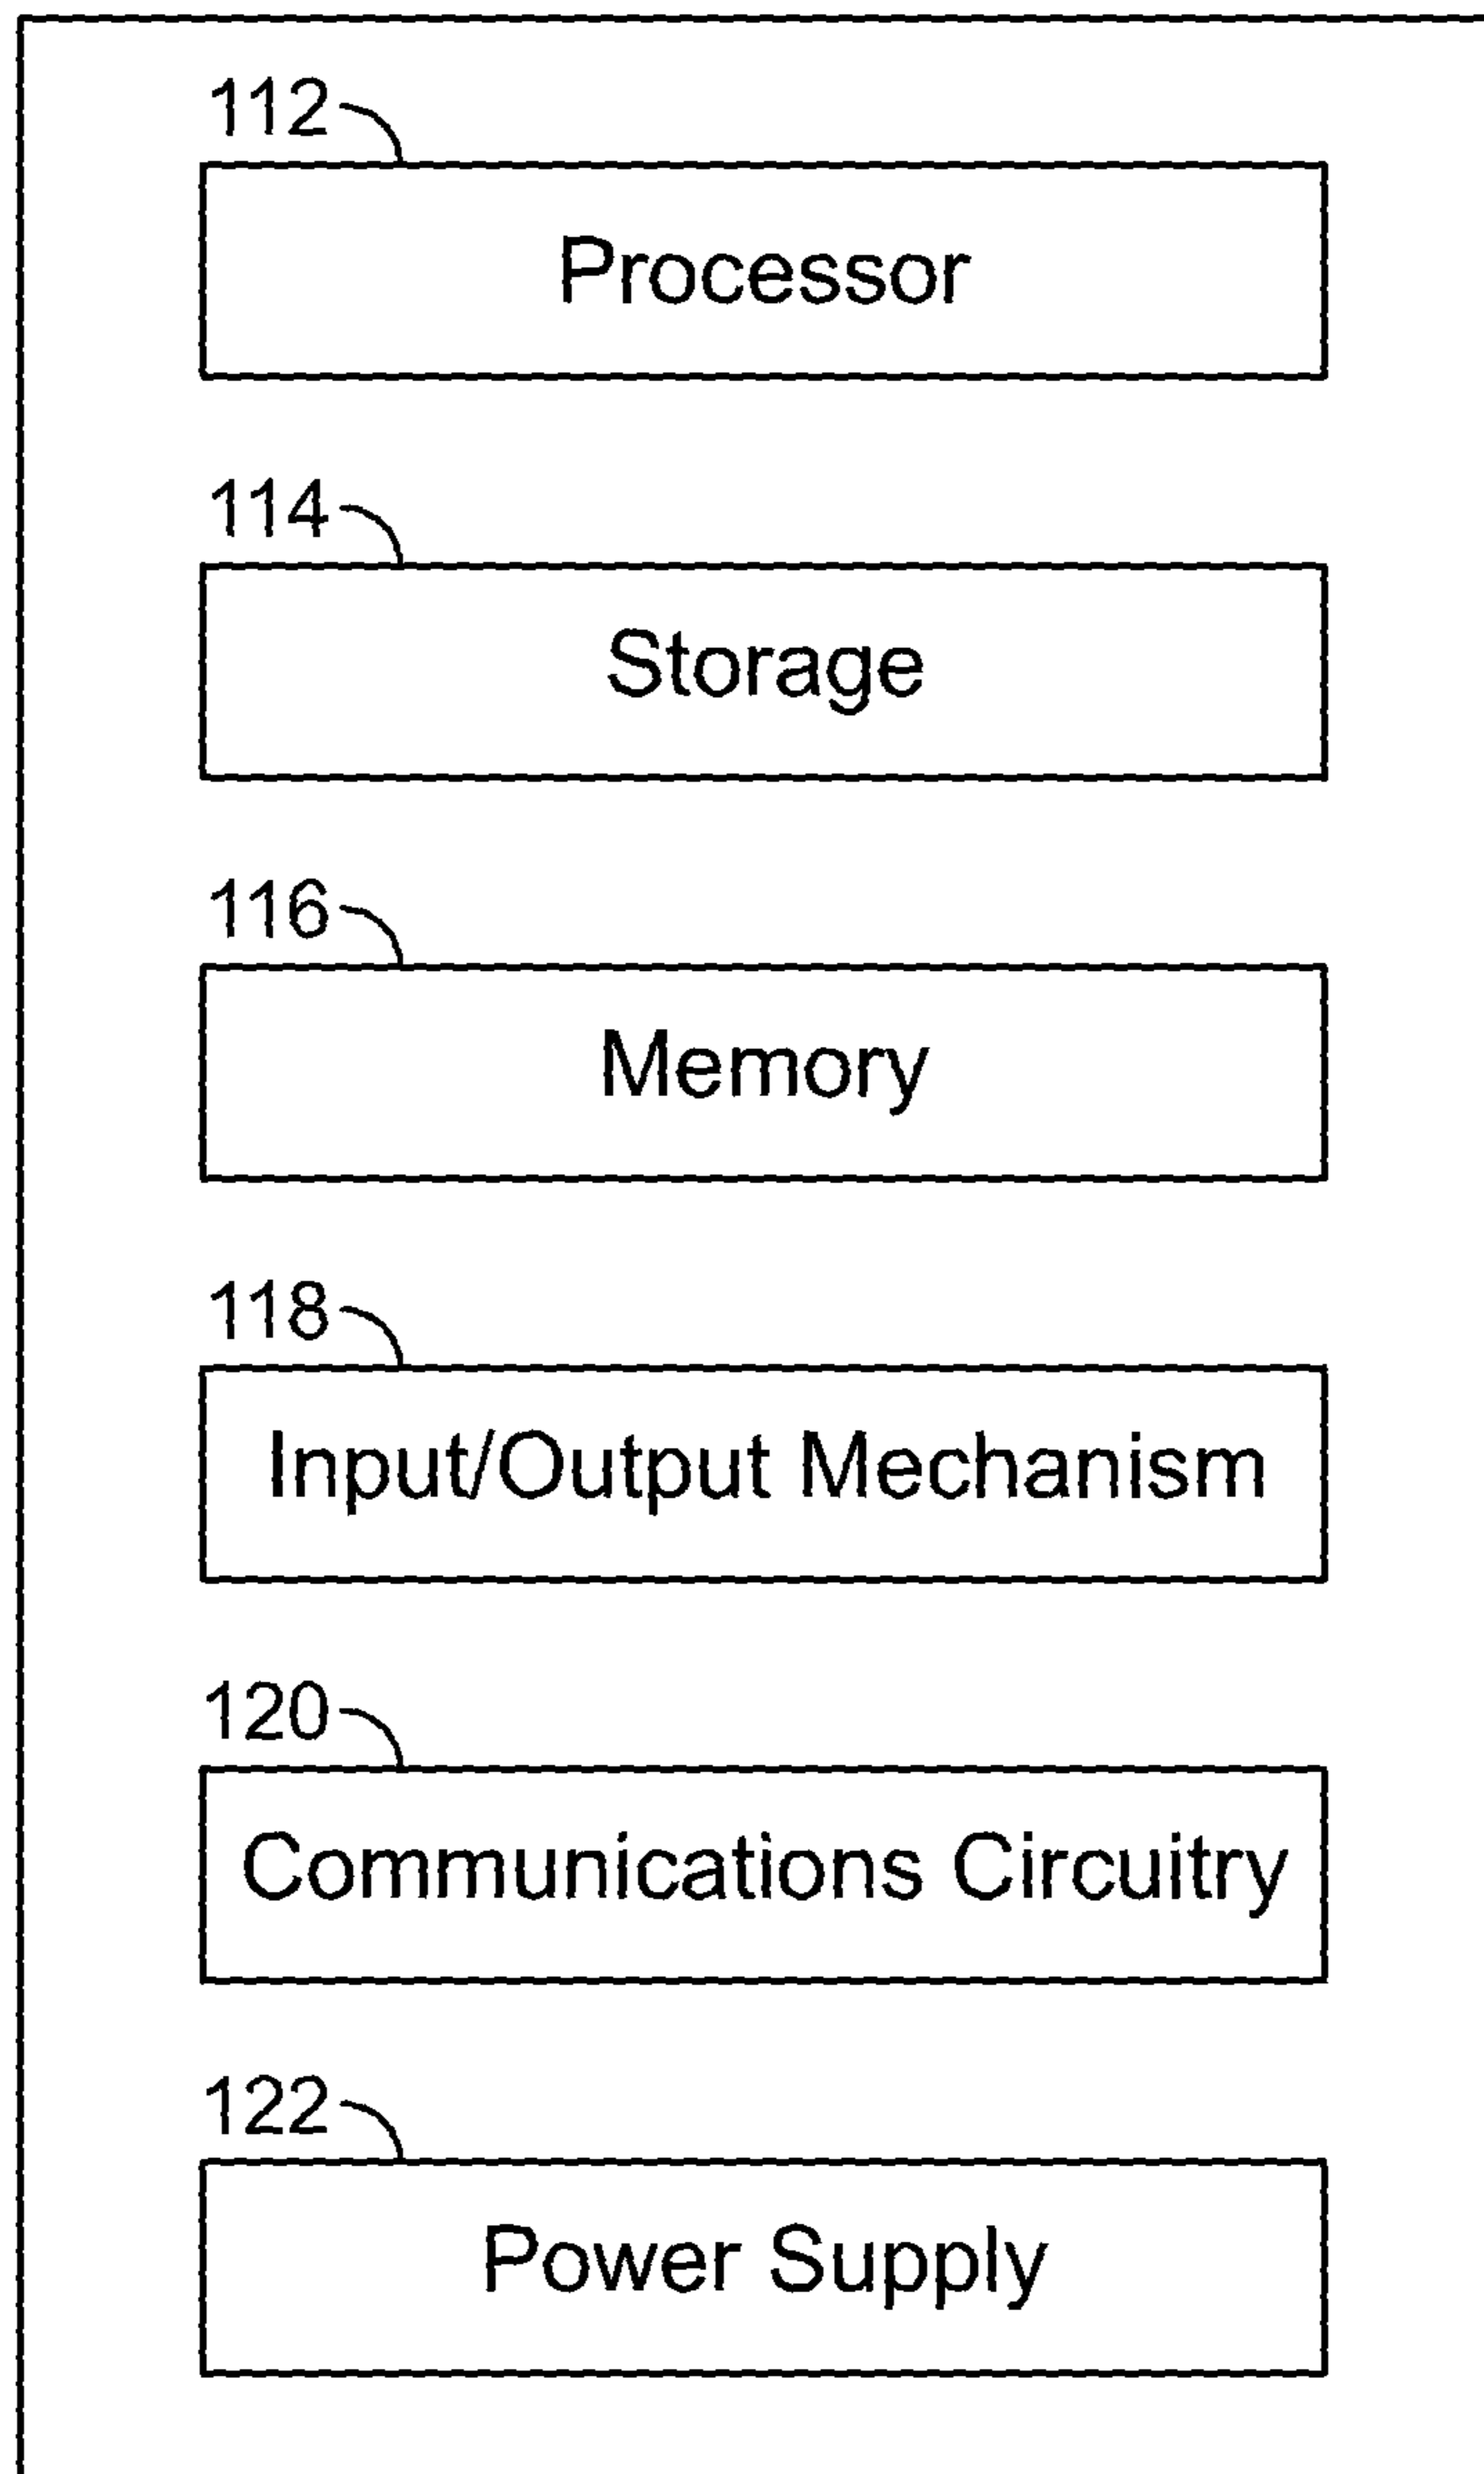 112
Processor
114
Storage
116
Memory
118
Input/Output Mechanism
120
Communications Circuitry
122
Power Supply